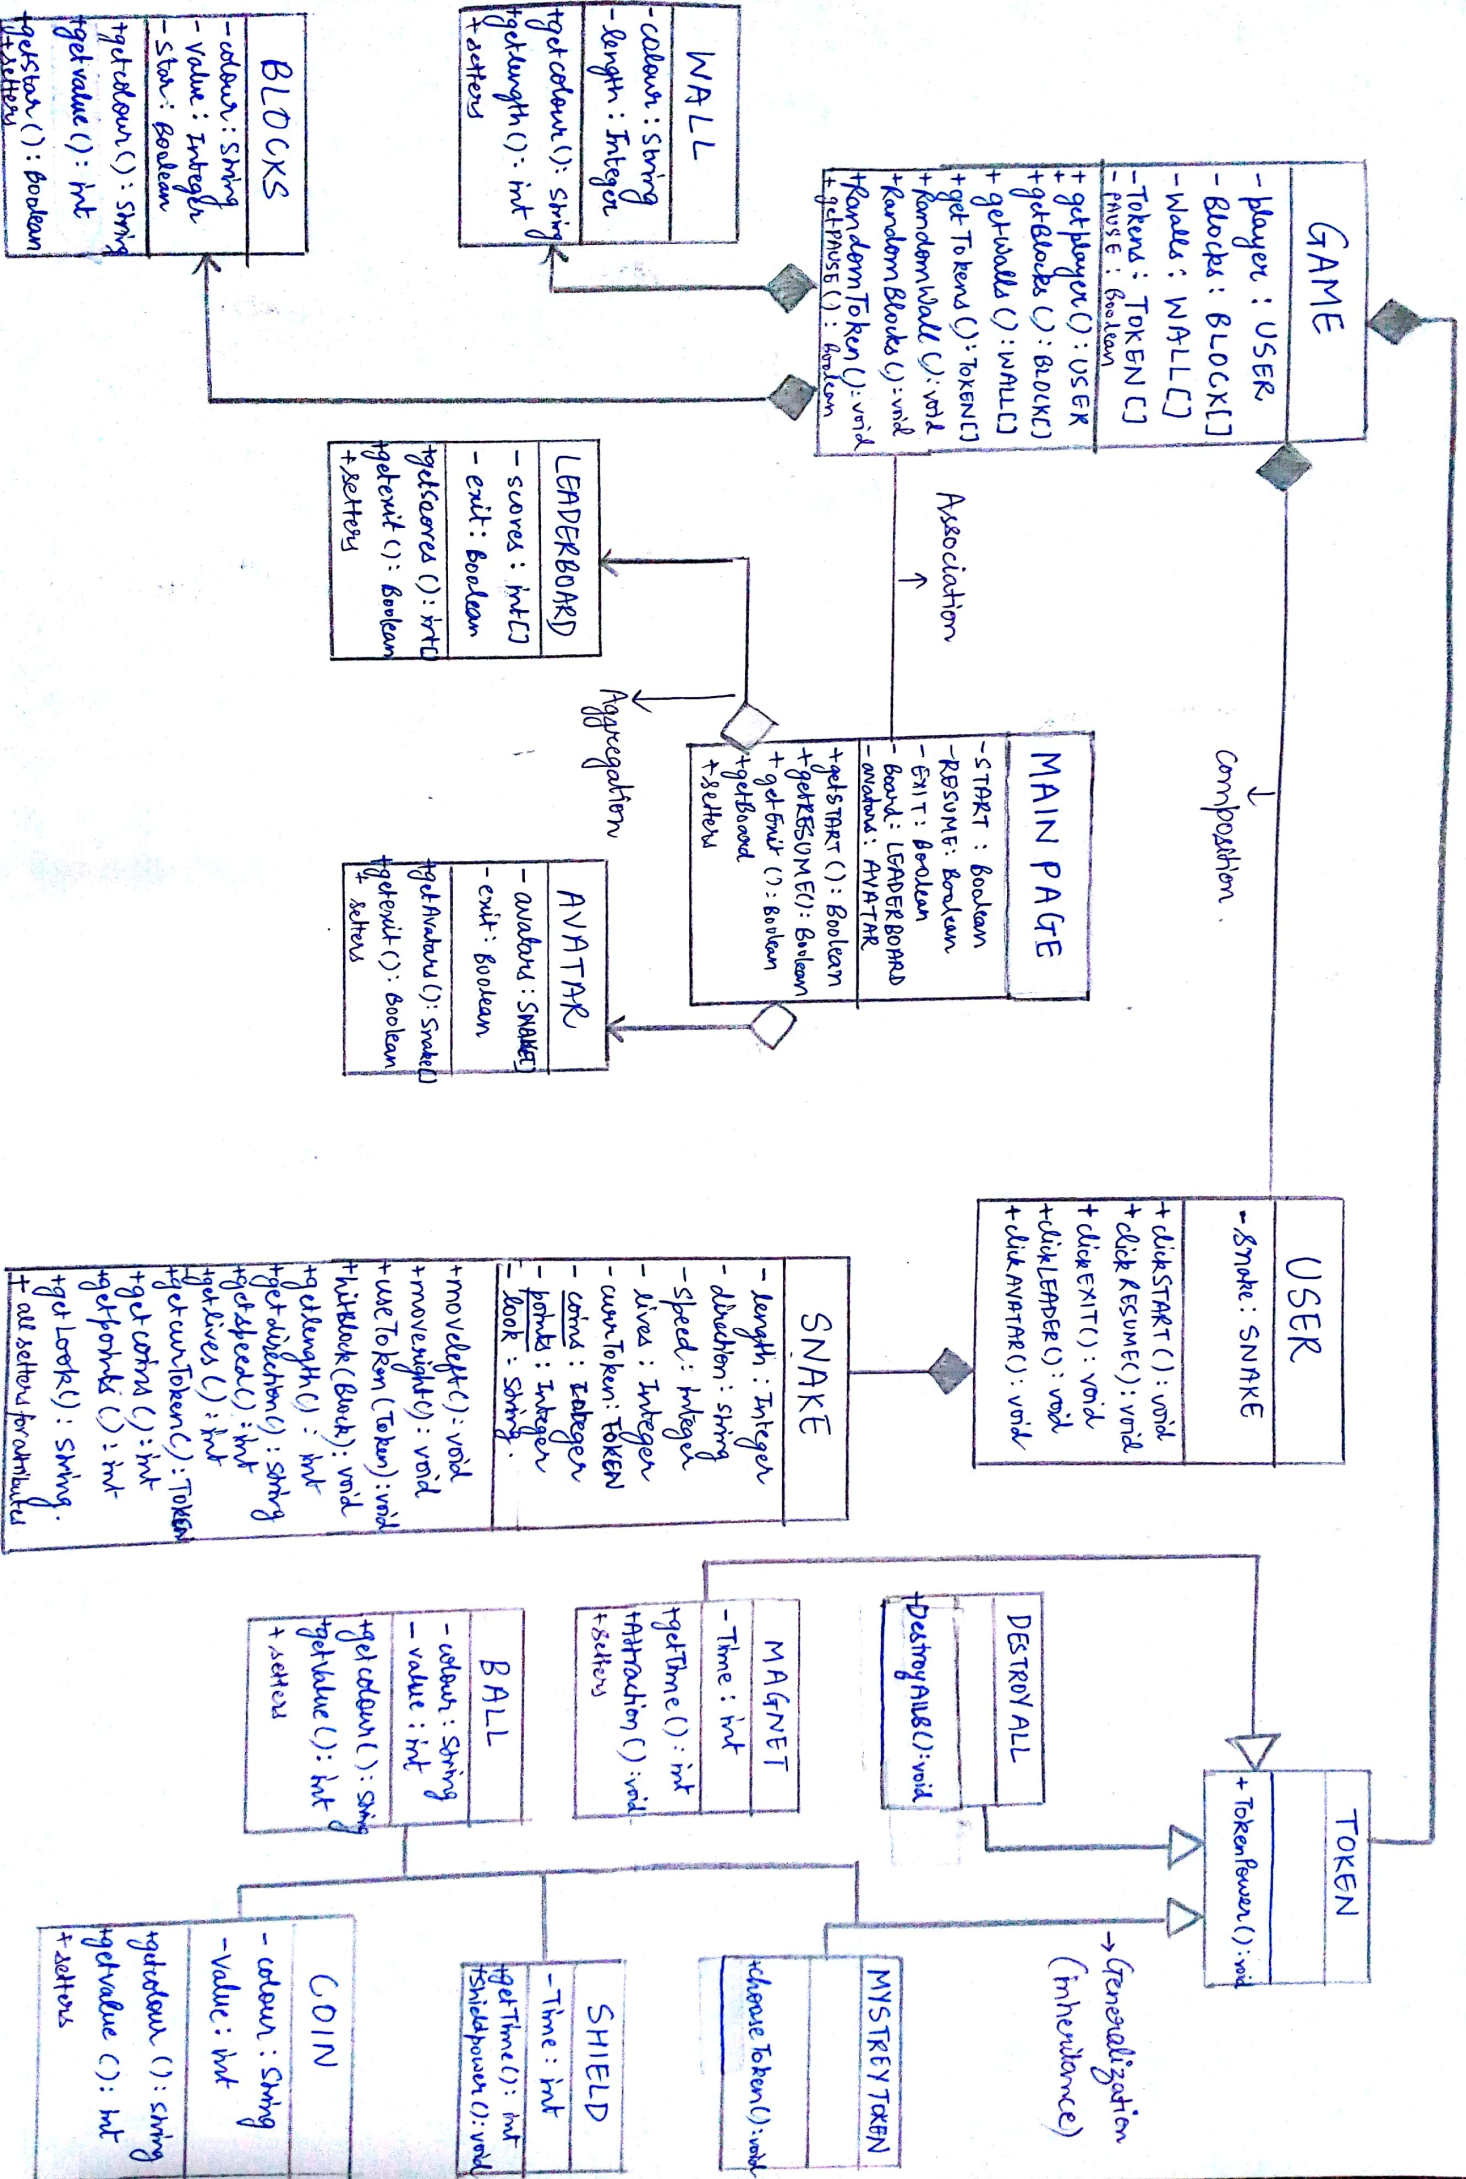 GAME
- player : USER
- Blocks : BLOCK[]
- Walls : WALL[]
- Tokens : TOKEN[]
- PAUSE : Boolean
+ getplayer() : USER
+ getBlocks() : BLOCK[]
+ getwalls() : WALL[]
+ getTokens() : TOKEN[]
+RandomWall() : void
+RandomBlocks() : void
+RandomToken() : void
+ getPAUSE() : Boolean
WALL
- colour : String
- length : Integer
+getcolour() : String
+getlength() : int
+setters
BLOCKS
- colour : String
- value : Integer
- star : Boolean
+getcolour() : String
+getvalue() : int
+getstar() : Boolean
+setters
Association
↑
Composition.
→
MAIN PAGE
- START : Boolean
- RESUME : Boolean
- EXIT : Boolean
- Board : LEADERBOARD
- avatars : AVATAR
+getSTART() : Boolean
+getRESUME() : Boolean
+ getExit() : Boolean
+getBoard
+ setters
LEADERBOARD
- scores : int[]
- exit : Boolean
+getscores() : int[]
+getexit() : Boolean
+ setters
Aggregation
AVATAR
- avatars : SNAKE[]
- exit : Boolean
+getAvatars() : Snake[]
+getexit() : Boolean
+ setters
USER
- snake : SNAKE
+clickSTART() : void
+click RESUME() : void
+clickEXIT() : void
+clickLEADER() : void
+clickAVATAR() : void
SNAKE
- length : Integer
- direction : string
- speed : integer
- lives : Integer
- currToken : TOKEN
- coins : Integer
- points : Integer
- look : string.
+moveleft() : void
+moveright() : void
+useToken (Token) : void
+hitBlock (Block) : void
+getlength() : int
+getdirection() : string
+getspeed() : int
+getlives() : int
+getcurrToken() : TOKEN
+getcoins() : int
+getpoints() : int
+getLook() : string.
+ all setters for attributes
TOKEN
+ TokenPower() : void
→ Generalization
(inheritance)
DESTROY ALL
+DestroyAllB() : void
MAGNET
- Time : int
+getTime() : int
+Attraction() : void
+setters
BALL
- colour : String
- value : int
+getcolour() : String
+getvalue() : int
+ setters
MYSTREYTOKEN
+chooseToken() : void
SHIELD
- Time : int
+getTime() : int
+shieldpower() : void
COIN
- colour : String
- value : int
+getcolour() : string
+getvalue() : int
+ setters